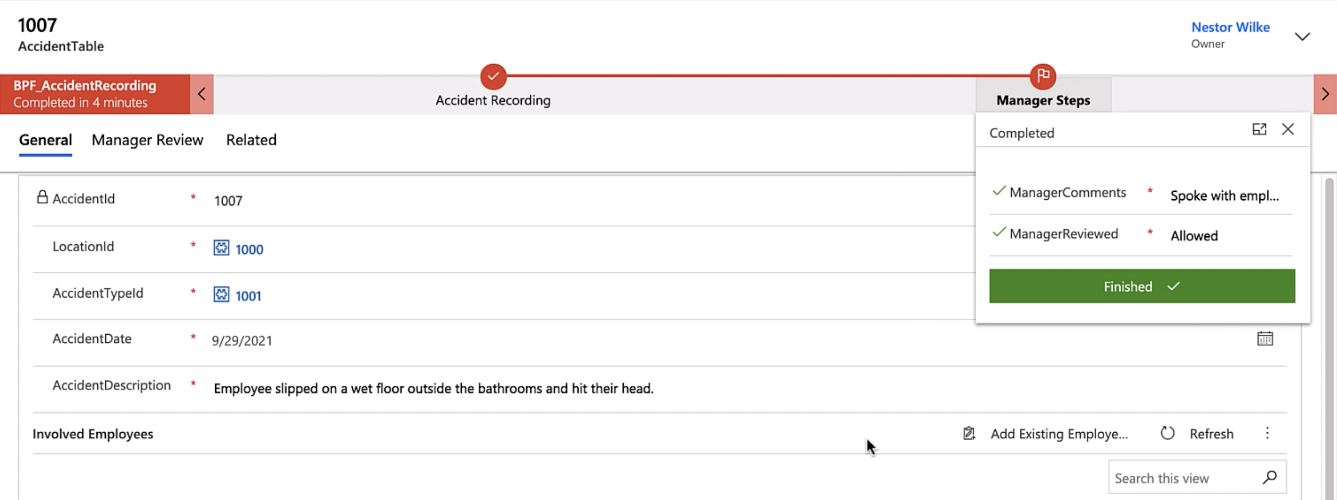 1007
AccidentTable
Nestor Wilke
Owner
BPF_AccidentRecording
Completed in 4 minutes
Accident Recording
Manager Steps
General Manager Review Related
Completed
ManagerComments * Spoke with empl...
ManagerReviewed * Allowed
Finished
AccidentId * 1007
LocationId * 1000
AccidentTypeId * 1001
AccidentDate * 9/29/2021
AccidentDescription * Employee slipped on a wet floor outside the bathrooms and hit their head.
Involved Employees Add Existing Employe... Refresh
Search this view